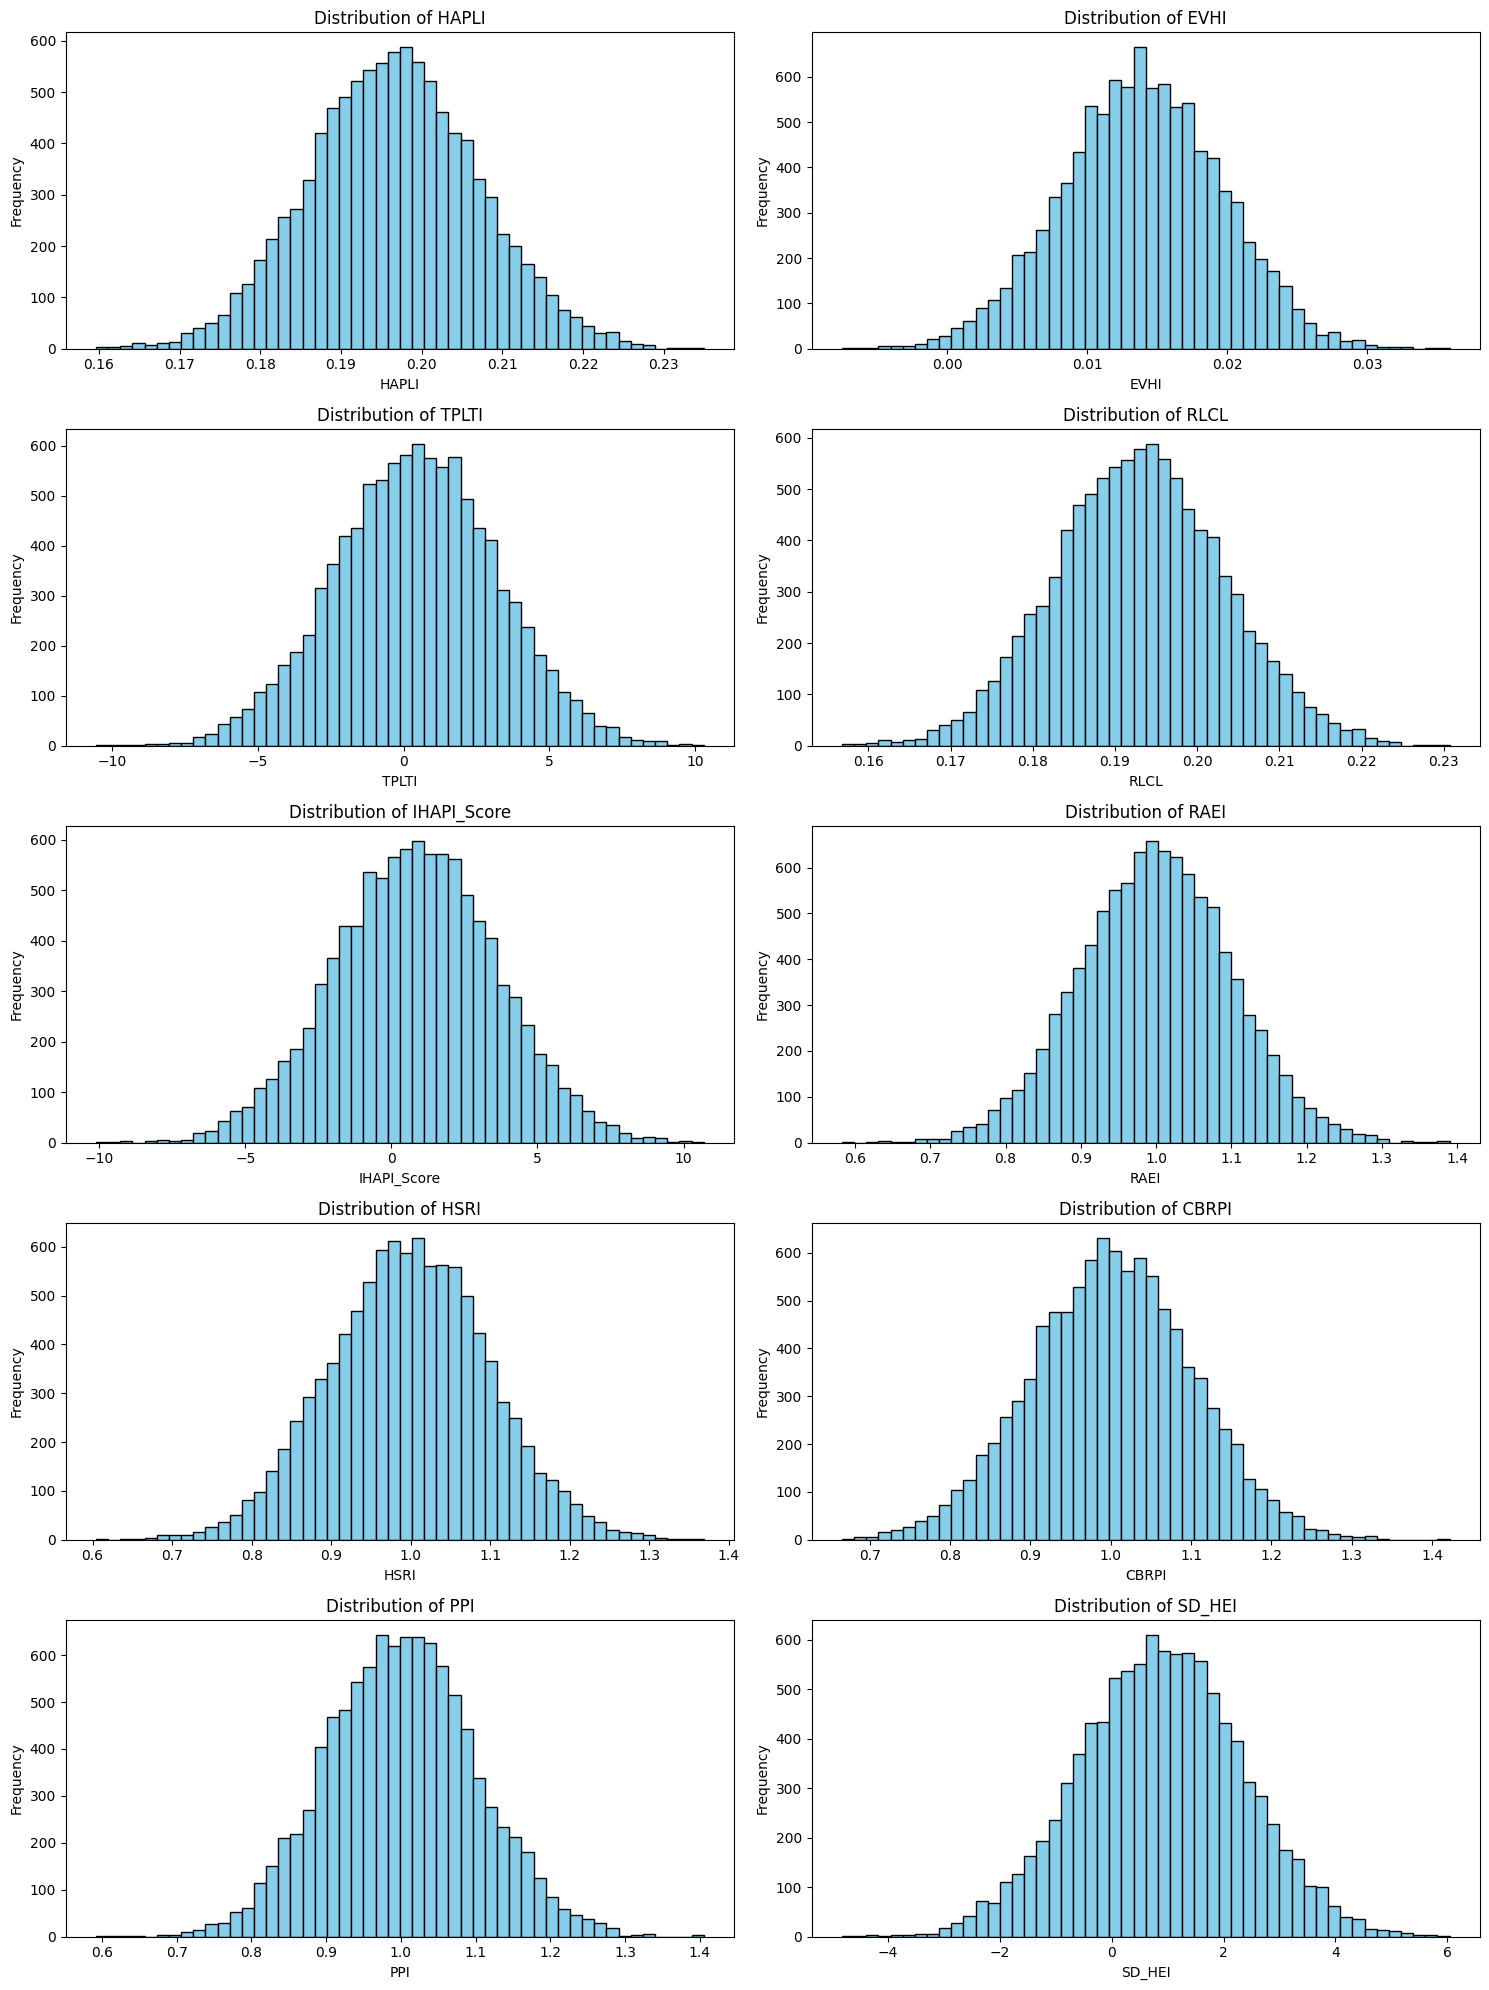 Distribution of HAPLI
Frequency
600
500
400
300
200
100
0
0.16 0.17 0.18 0.19 0.20 0.21 0.22 0.23
HAPLI
Distribution of EVHI
Frequency
600
500
400
300
200
100
0
0.00 0.01 0.02 0.03
EVHI
Distribution of TPLTI
Frequency
600
500
400
300
200
100
0
−10 −5 0 5 10
TPLTI
Distribution of RLCL
Frequency
600
500
400
300
200
100
0
0.16 0.17 0.18 0.19 0.20 0.21 0.22 0.23
RLCL
Distribution of IHAPI_Score
Frequency
600
500
400
300
200
100
0
−10 −5 0 5 10
IHAPI_Score
Distribution of RAEI
Frequency
600
500
400
300
200
100
0
0.6 0.7 0.8 0.9 1.0 1.1 1.2 1.3 1.4
RAEI
Distribution of HSRI
Frequency
600
500
400
300
200
100
0
0.6 0.7 0.8 0.9 1.0 1.1 1.2 1.3 1.4
HSRI
Distribution of CBRPI
Frequency
600
500
400
300
200
100
0
0.7 0.8 0.9 1.0 1.1 1.2 1.3 1.4
CBRPI
Distribution of PPI
Frequency
600
500
400
300
200
100
0
0.6 0.7 0.8 0.9 1.0 1.1 1.2 1.3 1.4
PPI
Distribution of SD_HEI
Frequency
600
500
400
300
200
100
0
−4 −2 0 2 4 6
SD_HEI